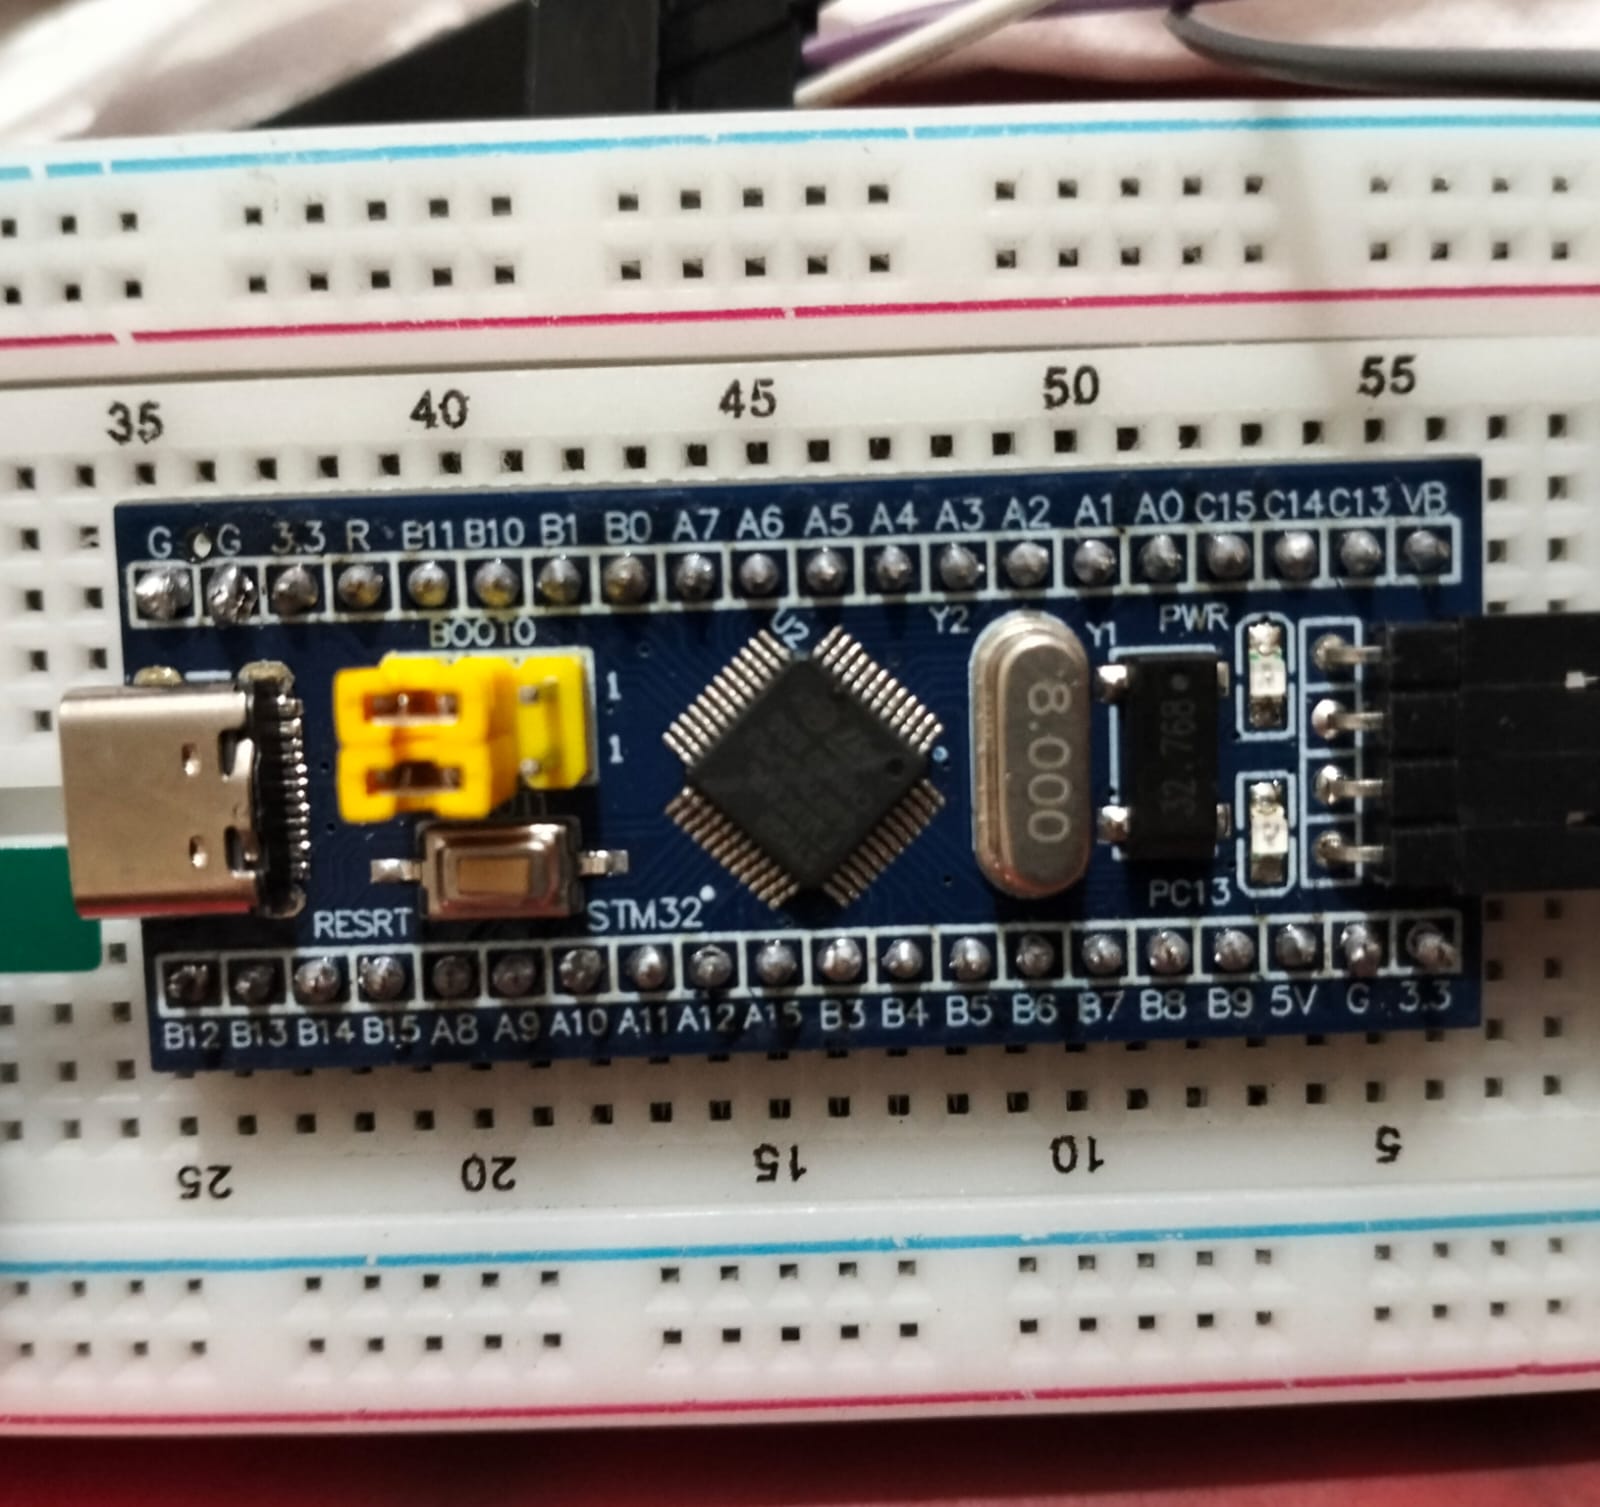 35 40 45 50 55
G G 3.3 R B11 B10 B1 B0 A7 A6 A5 A4 A3 A2 A1 A0 C15 C14 C13 VB
BOOT0
U2
Y2
Y1
PWR
1
1
8.000
32.768
RESRT
STM32
PC13
B12 B13 B14 B15 A8 A9 A10 A11 A12 A15 B3 B4 B5 B6 B7 B8 B9 5V G 3.3
25 20 15 10 5